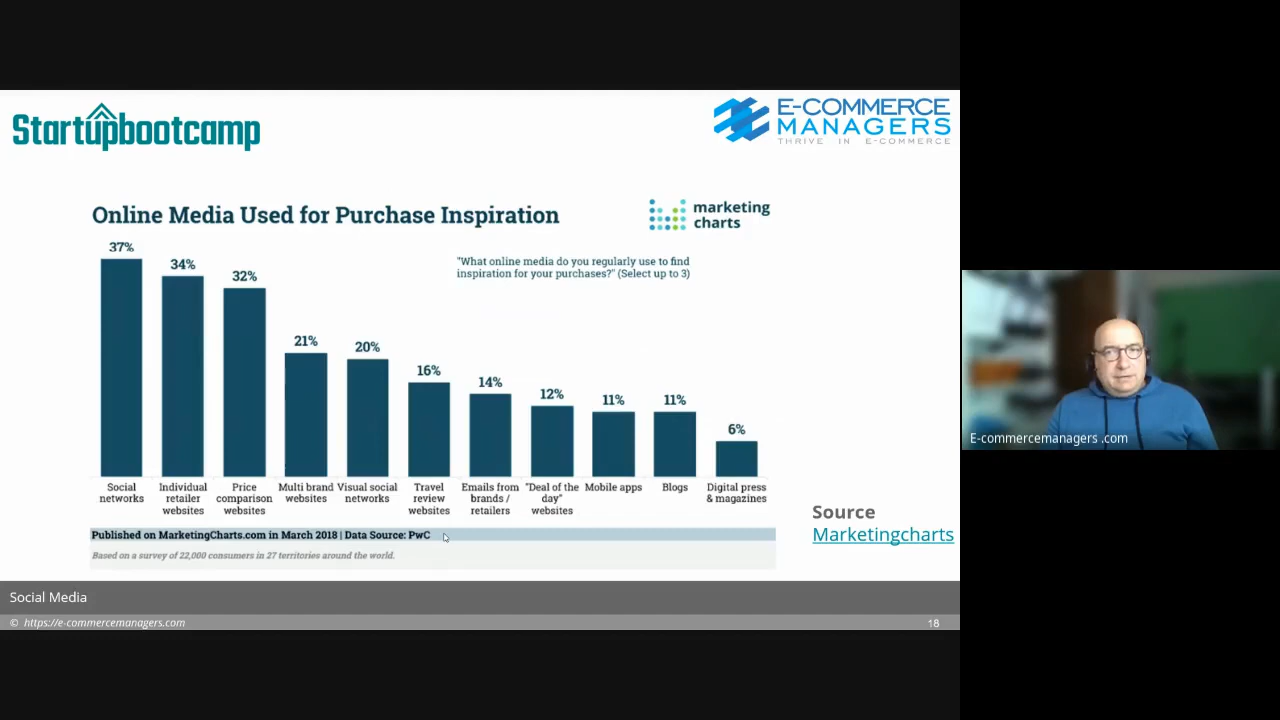 Startupbootcamp
E-COMMERCE
MANAGERS
THRIVE IN E-COMMERCE
Online Media Used for Purchase Inspiration
marketing
charts
"What online media do you regularly use to find
inspiration for your purchases?" (Select up to 3)
37%
34%
32%
21%
20%
16%
14%
12%
11%
11%
6%
Social
networks
Individual
retailer
websites
Price
comparison
websites
Multi brand
websites
Visual social
networks
Travel
review
websites
Emails from
brands /
retailers
"Deal of the
day"
websites
Mobile apps
Blogs
Digital press
& magazines
Published on MarketingCharts.com in March 2018 | Data Source: PwC
Based on a survey of 22,000 consumers in 27 territories around the world.
Source
Marketingcharts
Social Media
© https://e-commercemanagers.com
18
E-commercemanagers .com